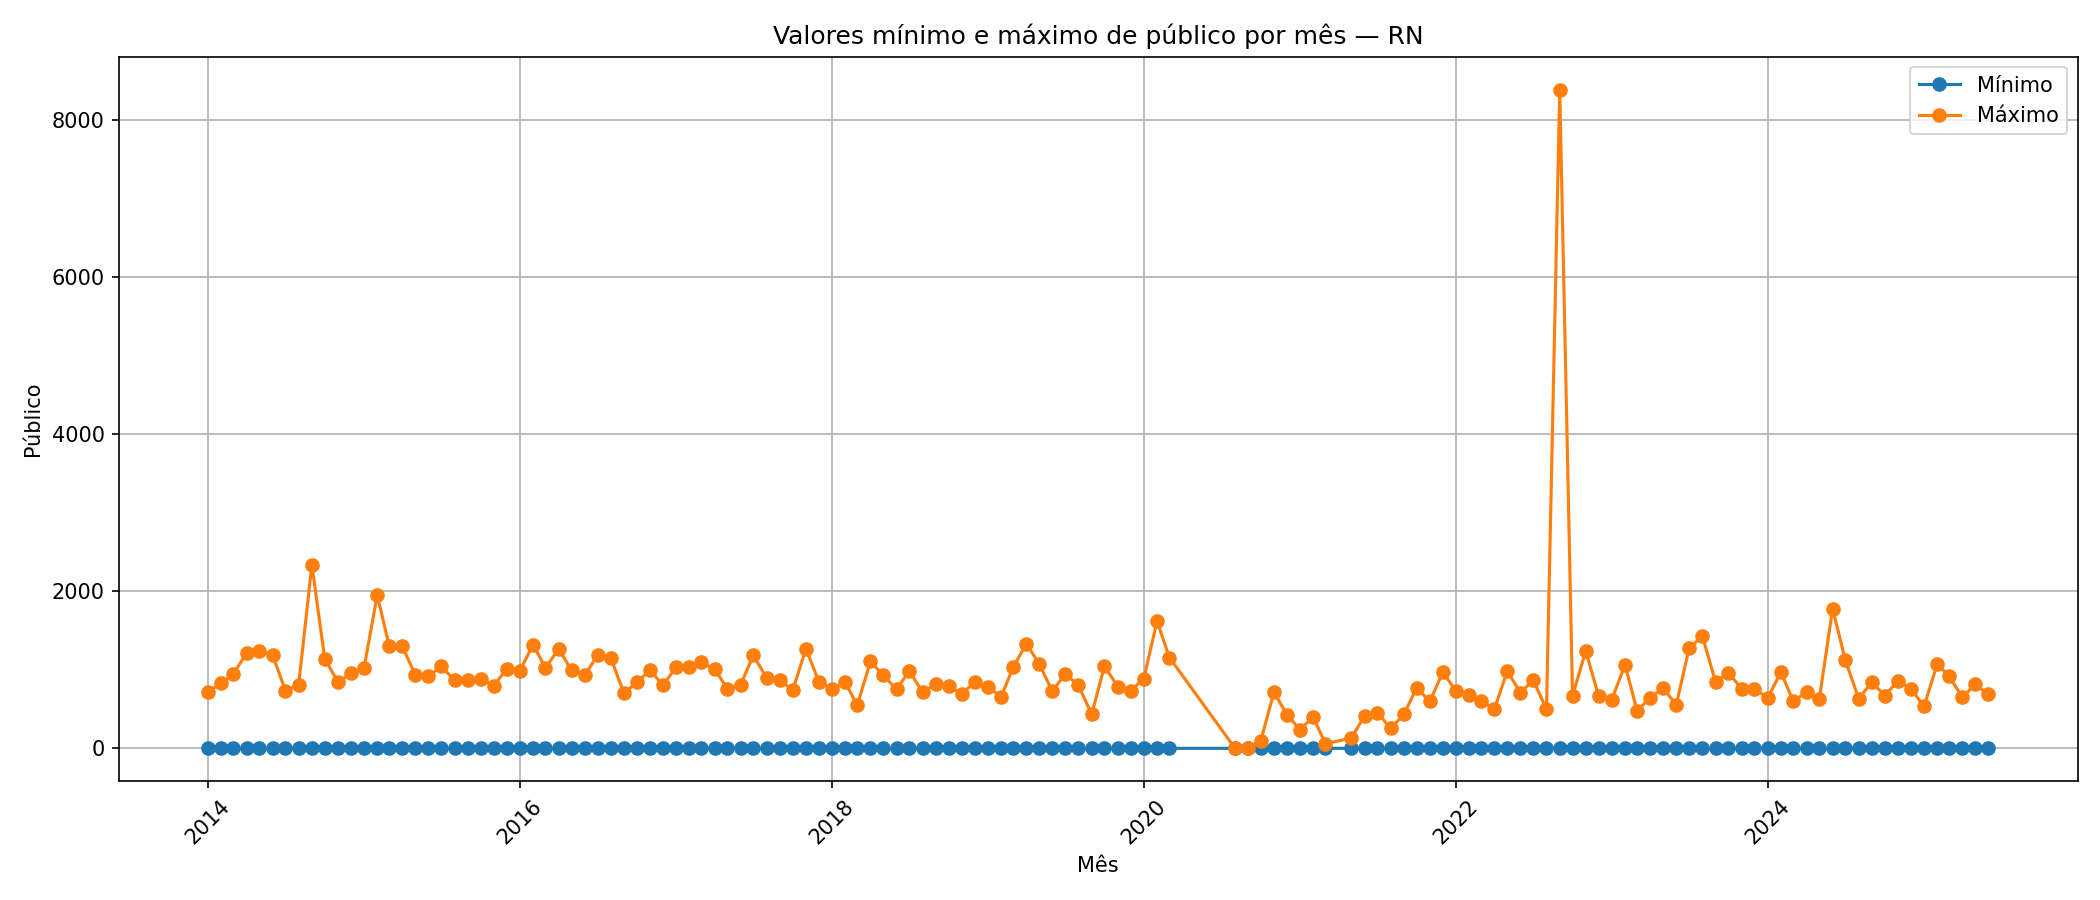 Valores mínimo e máximo de público por mês — RN
Mínimo
Máximo
Público
8000
6000
4000
2000
0
2014
2016
2018
2020
2022
2024
Mês